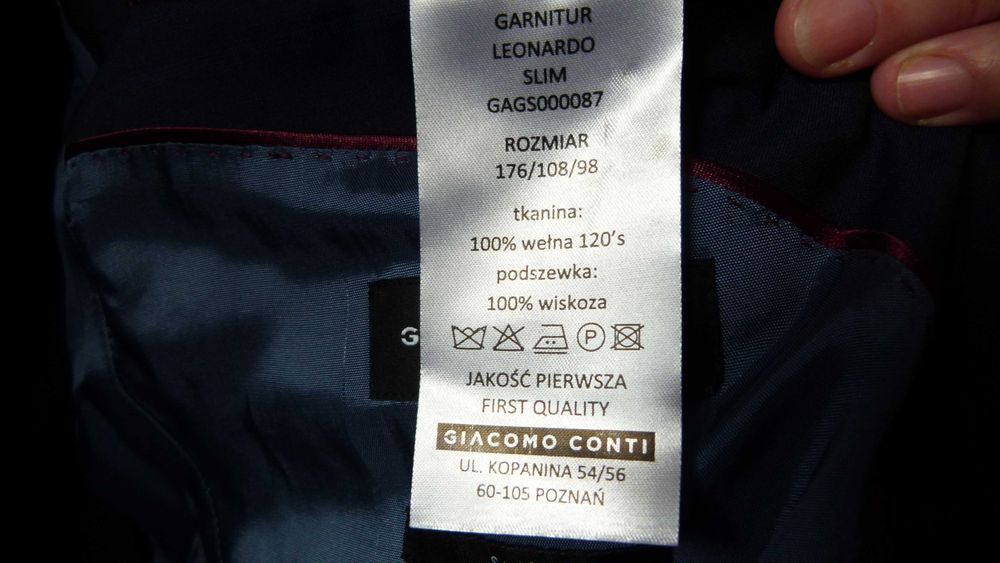 GARNITUR
LEONARDO
SLIM
GAGS000087
ROZMIAR
176/108/98
tkanina:
100% wełna 120's
podszewka:
100% wiskoza
G
P
JAKOŚĆ PIERWSZA
FIRST QUALITY
GIACOMO CONTI
UL. KOPANINA 54/56
60-105 POZNAŃ